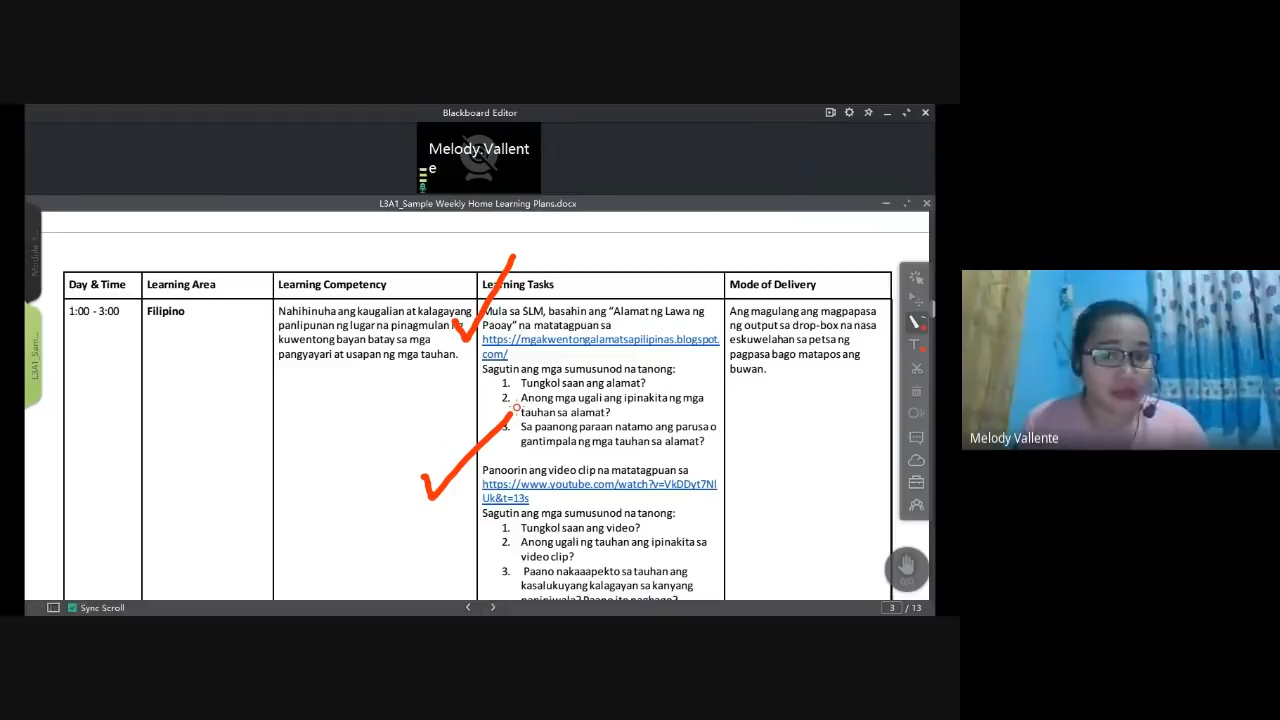 Blackboard Editor
Melody.Vallent
e
L3A1_Sample Weekly Home Learning Plans.docx
L3A1_Sam...
Day & Time
Learning Area
Learning Competency
Learning Tasks
Mode of Delivery
1:00 - 3:00
Filipino
Nahihinuha ang kaugalian at kalagayang
panlipunan ng lugar na pinagmulan ng
kuwentong bayan batay sa mga
pangyayari at usapan ng mga tauhan.
Mula sa SLM, basahin ang "Alamat ng Lawa ng
Paoay" na matatagpuan sa
https://mgakwentongalamatsapilipinas.blogspot.
com/
Sagutin ang mga sumusunod na tanong:
1. Tungkol saan ang alamat?
2. Anong mga ugali ang ipinakita ng mga
tauhan sa alamat?
3. Sa paanong paraan natamo ang parusa o
gantimpala ng mga tauhan sa alamat?
Panoorin ang video clip na matatagpuan sa
https://www.youtube.com/watch?v=VkDDyt7Nl
Uk&t=13s
Sagutin ang mga sumusunod na tanong:
1. Tungkol saan ang video?
2. Anong ugali ng tauhan ang ipinakita sa
video clip?
3. Paano nakaaapekto sa tauhan ang
kasalukuyang kalagayan sa kanyang
Ang magulang ang magpapasa
ng output sa drop-box na nasa
eskuwelahan sa petsa ng
pagpasa bago matapos ang
buwan.
Melody Vallente
0/0
Sync Scroll
3 / 13